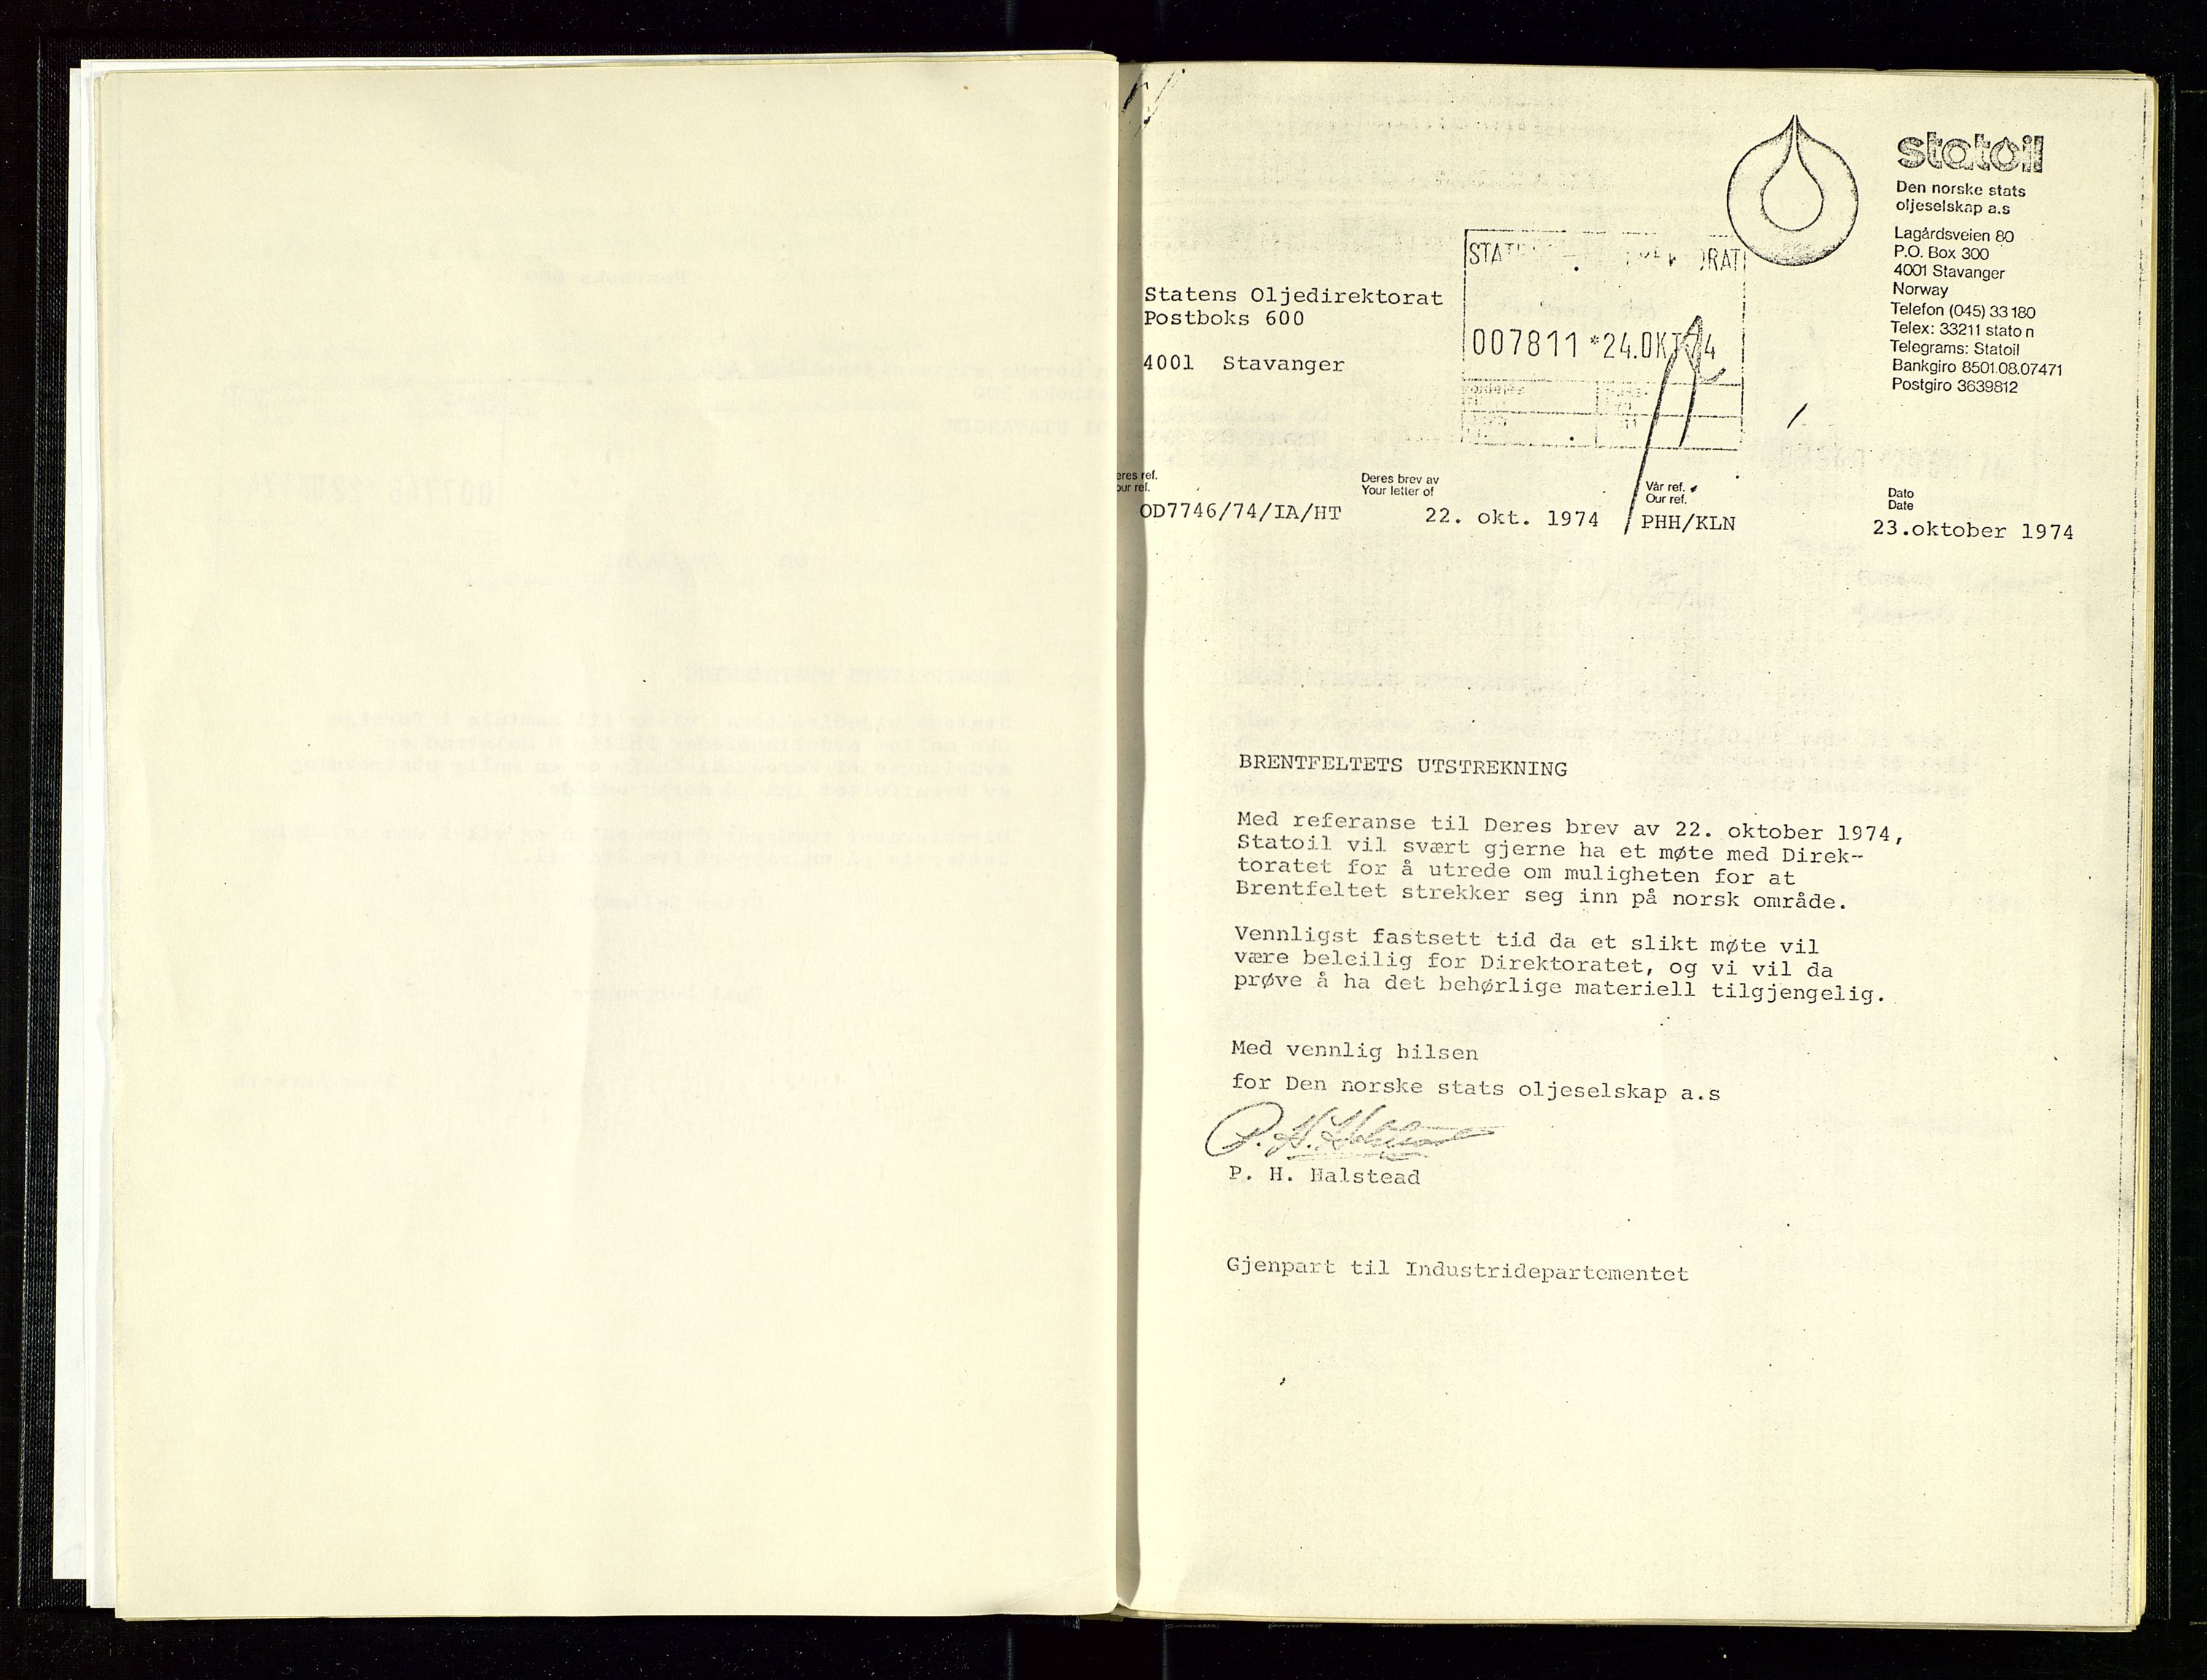 statoil
Den norske stats
oljeselskap a.s
Lagårdsveien 80
P.O. Box 300
4001 Stavanger
Norway
Telefon (045) 33180
Telex: 33211 stato n
Telegrams: Statoil
Bankgiro 8501.08.07471
Postgiro 3639812
007811 *24.OKT.74
Statens Oljedirektorat
Postboks 600
4001 Stavanger
eres ref.
our ref.
OD7746/74/IA/HT
Deres brev av
Your letter of
22. okt. 1974
Vår ref.
Our ref.
PHH/KLN
Dato
Date
23.oktober 1974
BRENTFELTETS UTSTREKNING
Med referanse til Deres brev av 22. oktober 1974,
Statoil vil svært gjerne ha et møte med Direk-
toratet for å utrede om muligheten for at
Brentfeltet strekker seg inn på norsk område.
Vennligst fastsett tid da et slikt møte vil
være beleilig for Direktoratet, og vi vil da
prøve å ha det behørlige materiell tilgjengelig.
Med vennlig hilsen
for Den norske stats oljeselskap a.s
P. H. Halstead
P. H. Halstead
Gjenpart til Industridepartementet